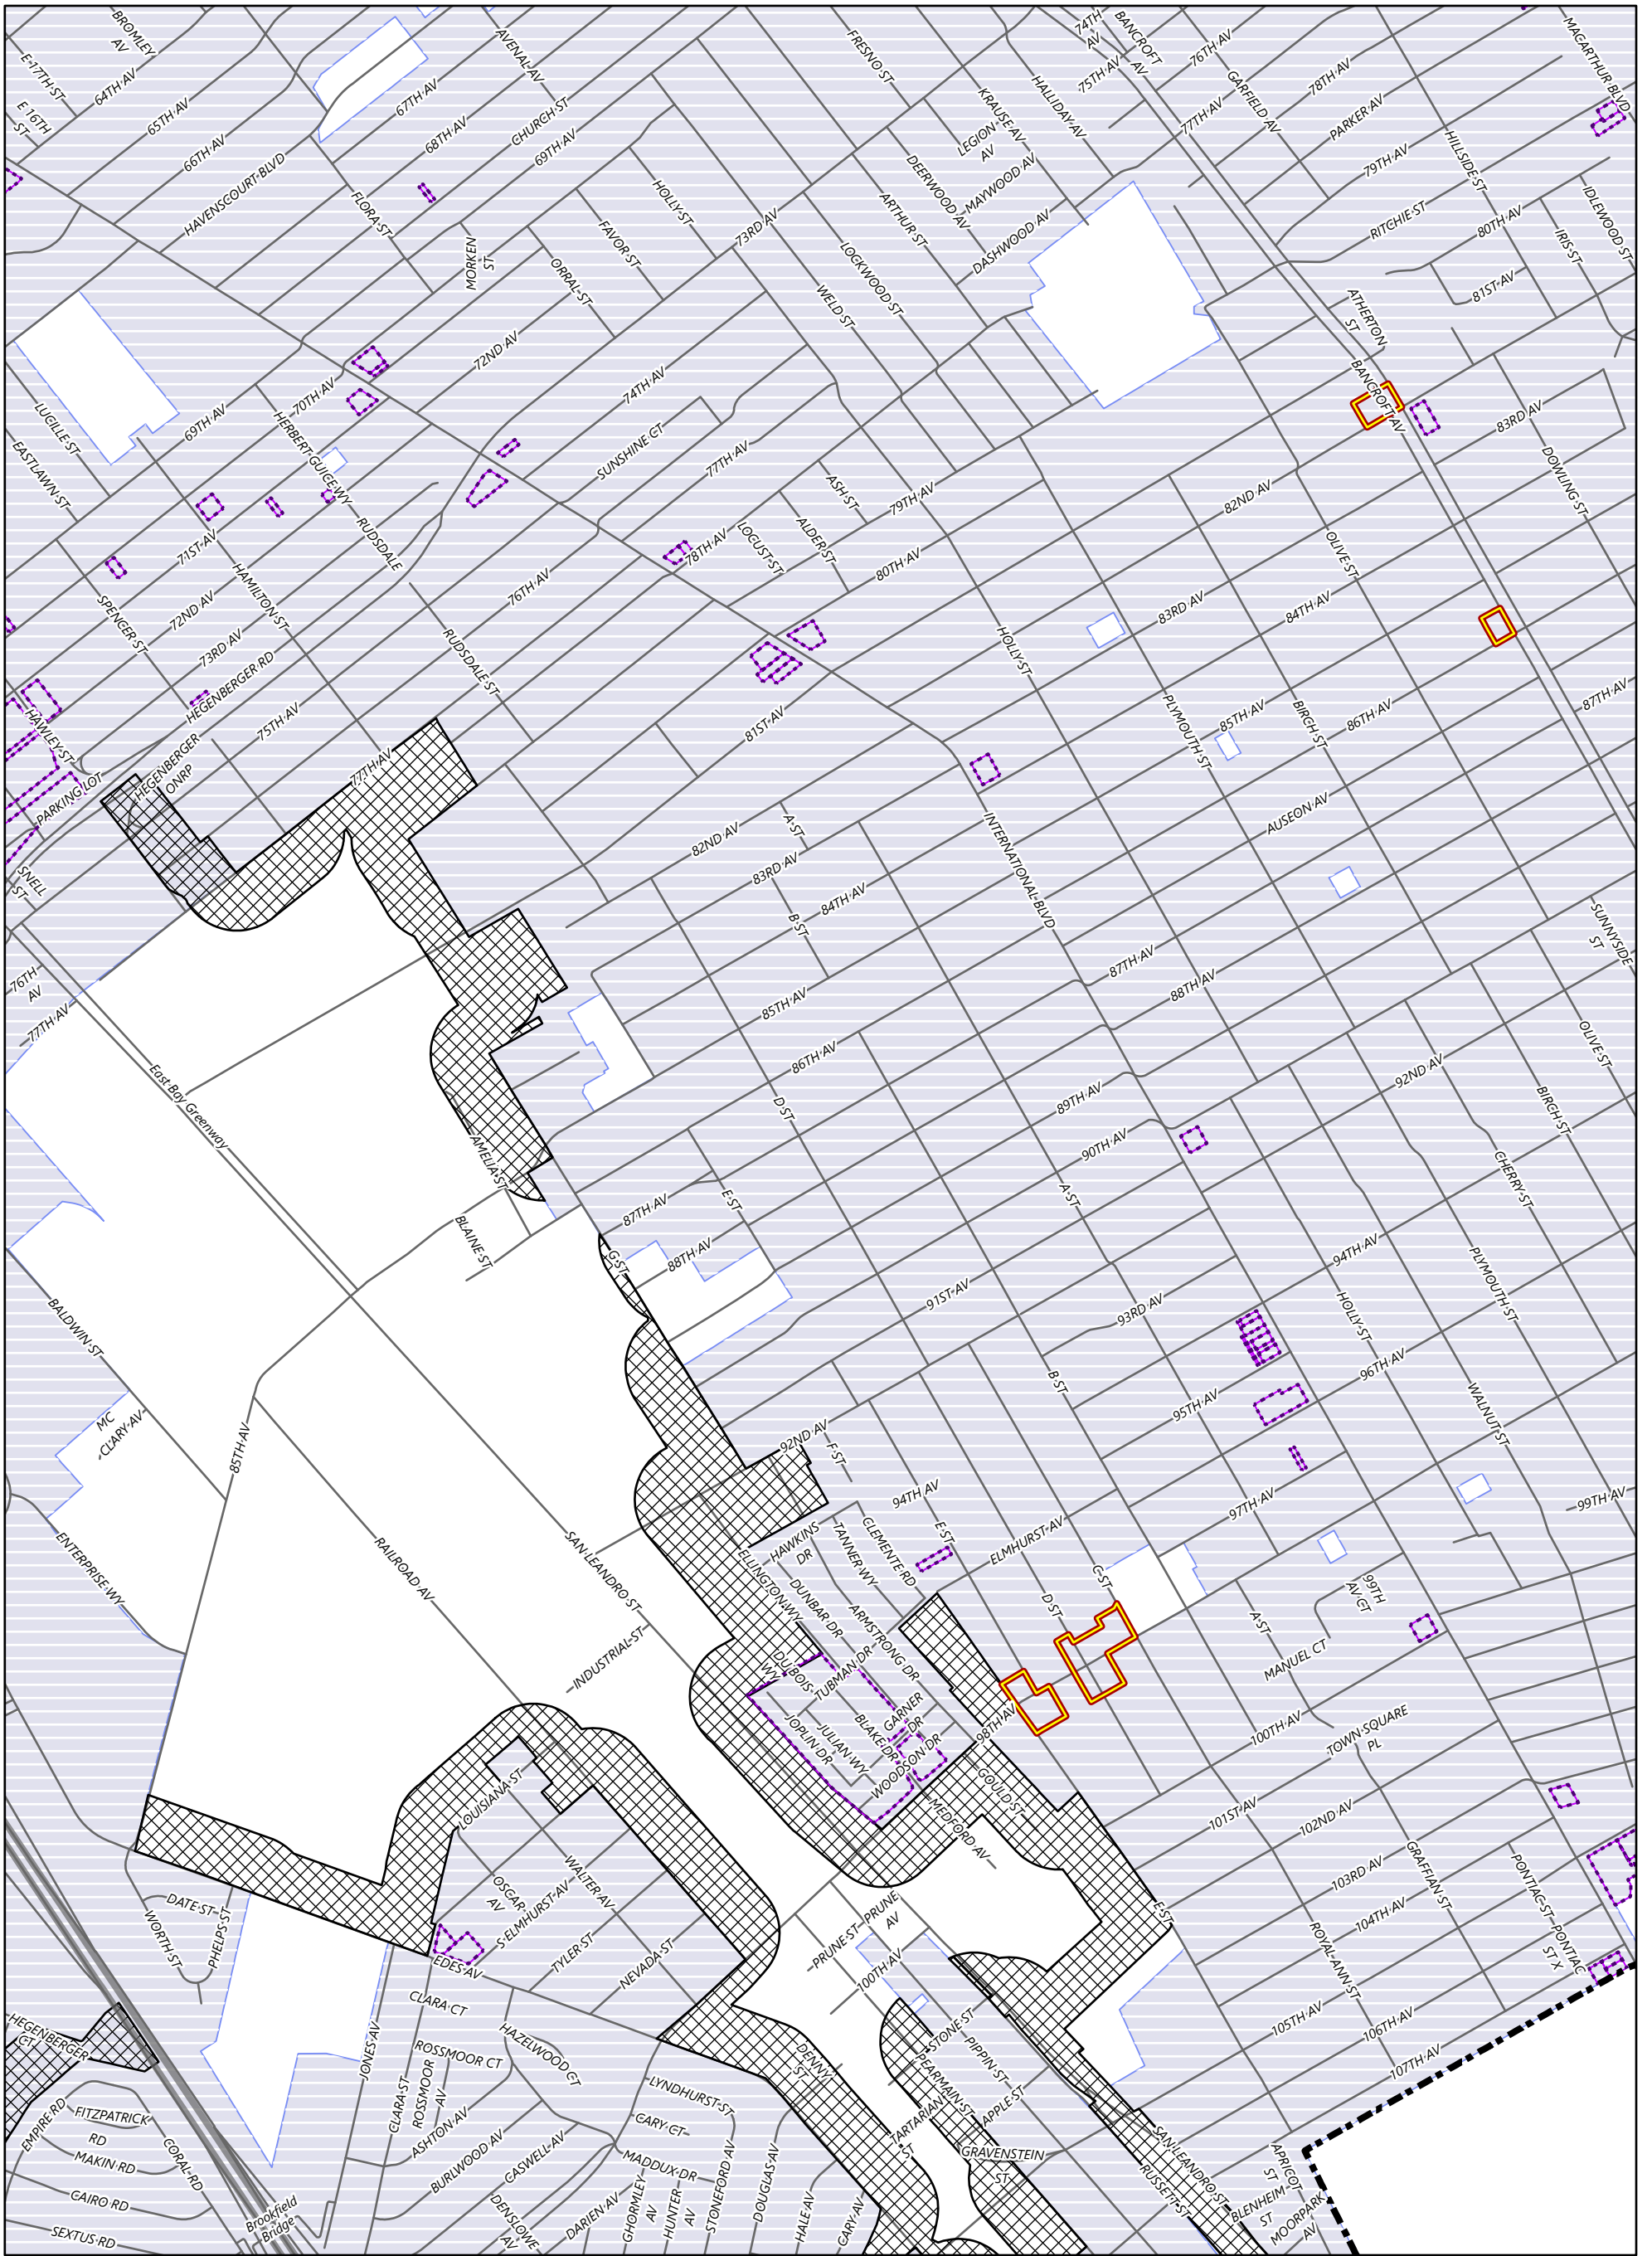 BROMLEY
AV
E 17TH ST
E 16TH
ST
64TH AV
65TH AV
66TH AV
HAVENSCOURT BLVD
67TH AV
68TH AV
AVENAL AV
CHURCH ST
69TH AV
FLORA ST
MORKEN
ST
ORRAL ST
FAVOR ST
HOLLY ST
73RD AV
FRESNO ST
KRAUSE AV
LEGION
AV
HALLIDAY AV
DEERWOOD AV
MAYWOOD AV
DASHWOOD AV
ARTHUR ST
LOCKWOOD ST
WELD ST
74TH
AV
BANCROFT
AV
75TH AV
76TH AV
77TH AV
GARFIELD AV
78TH AV
PARKER AV
79TH AV
RITCHIE ST
HILLSIDE ST
MACARTHUR BLVD
80TH AV
IRIS ST
IDLEWOOD ST
81ST AV
ATHERTON
ST
BANCROFT AV
83RD AV
DOWLING ST
72ND AV
74TH AV
SUNSHINE CT
77TH AV
LUCILLE ST
EASTLAWN ST
69TH AV
70TH AV
HERBERT GUICE WY
RUDSDALE
71ST AV
HAMILTON ST
SPENCER ST
72ND AV
73RD AV
HEGENBERGER RD
75TH AV
76TH AV
RUDSDALE ST
78TH AV
LOCUST ST
ALDER ST
ASH ST
79TH AV
80TH AV
HOLLY ST
82ND AV
OLIVE ST
83RD AV
84TH AV
PLYMOUTH ST
85TH AV
BIRCH ST
86TH AV
87TH AV
AUSEON AV
HAWLEY ST
PARKING LOT
HEGENBERGER
ONRP
77TH AV
SNELL
ST
76TH
AV
77TH AV
81ST AV
82ND AV
A ST
83RD AV
84TH AV
B ST
85TH AV
86TH AV
D ST
INTERNATIONAL BLVD
87TH AV
88TH AV
89TH AV
90TH AV
A ST
SUNNYSIDE
ST
OLIVE ST
92ND AV
BIRCH ST
CHERRY ST
East Bay Greenway
AMELIA ST
BLAINE ST
87TH AV
88TH AV
E ST
G ST
91ST AV
93RD AV
94TH AV
PLYMOUTH ST
HOLLY ST
96TH AV
95TH AV
B ST
WALNUT ST
BALDWIN ST
MC
CLARY AV
85TH AV
ENTERPRISE WY
RAILROAD AV
SAN LEANDRO ST
INDUSTRIAL ST
92ND AV
F ST
94TH AV
HAWKINS
DR
TANNER WY
CLEMENTE RD
E ST
ELMHURST AV
97TH AV
99TH AV
ELLINGTON WY
DUNBAR DR
ARMSTRONG DR
DU BOIS
WY
TUBMAN DR
GARNER
DR
BLAKE DR
JULIAN WY
JOPLIN DR
WOODSON DR
98TH AV
C ST
D ST
A ST
99TH
AV CT
MANUEL CT
100TH AV
TOWN SQUARE
PL
GOULD ST
MEDFORD AV
101ST AV
102ND AV
103RD AV
104TH AV
GRAFFIAN ST
PONTIAC ST
PONTIAC
ST X
ROYAL ANN ST
E ST
LOUISIANA ST
WALTER AV
OSCAR
AV
S ELMHURST AV
TYLER ST
NEVADA ST
EDES AV
DATE ST
WORTH ST
PHELPS ST
PRUNE ST
PRUNE
AV
100TH AV
STONE ST
PIPPIN ST
PEARMAIN ST
APPLE ST
TARTARIAN
ST
GRAVENSTEIN
ST
105TH AV
106TH AV
107TH AV
CLARA CT
ROSSMOOR CT
HAZELWOOD CT
JONES AV
CLARA ST
ROSSMOOR
AV
ASHTON AV
BURLWOOD AV
CASWELL AV
LYNDHURST ST
CARY CT
MADDUX DR
DENNY
ST
HEGENBERGER
CT
EMPIRE RD
FITZPATRICK
RD
MAKIN RD
CAIRO RD
SEXTUS RD
CORAL RD
Brookfield
Bridge
DENSLOWE
AV
DARIEN AV
GHORMLEY
AV
HUNTER
AV
STONEFORD AV
DOUGLAS AV
HALE AV
CARY AV
RUSSETT ST
SAN LEANDRO ST
APRICOT
ST
BLENHEIM
ST
MOORPARK
AV